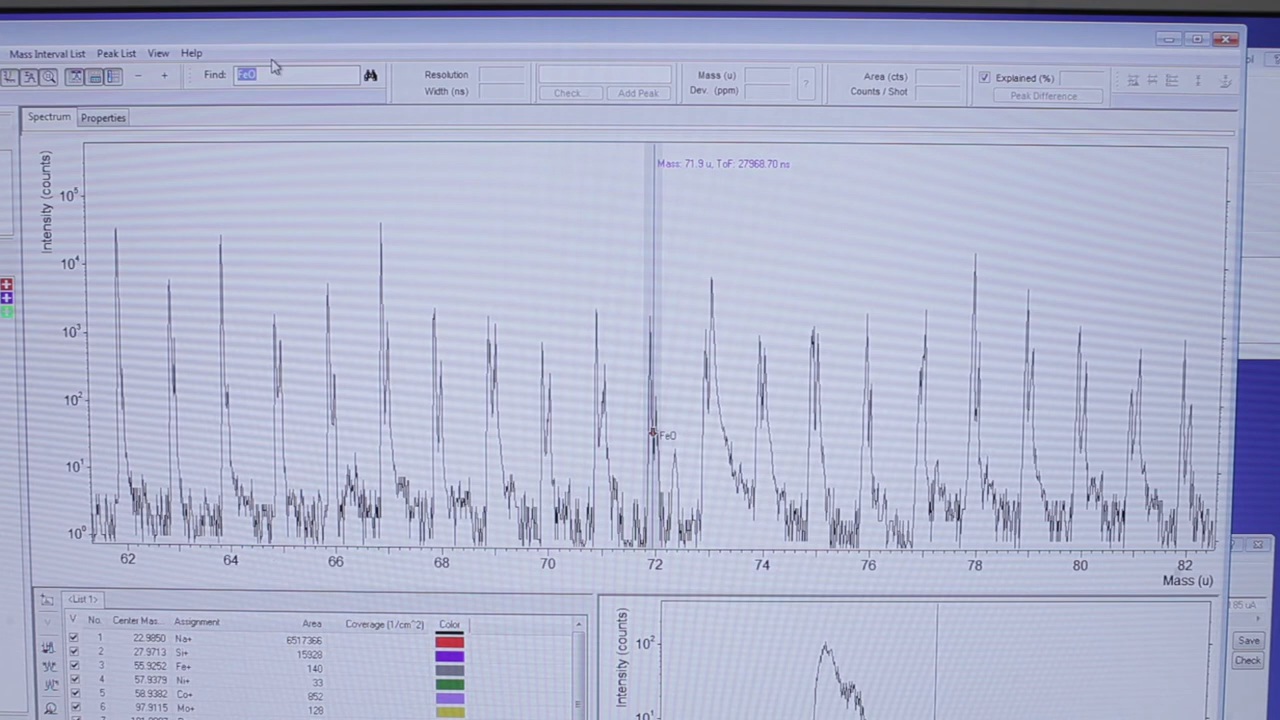 Mass Interval List Peak List View Help
Find: FeO
Resolution
Width (ns)
Check...
Add Peak
Mass (u)
Dev. (ppm)
?
Area (cts)
Counts / Shot
Explained (%)
Peak Difference...
Spectrum Properties
Mass: 71.9 u, ToF: 27968.70 ns
Intensity (counts)
10^5
10^4
10^3
10^2
10^1
10^0
FeO
62 64 66 68 70 72 74 76 78 80 82
Mass (u)
<List 1>
V No. Center Mas... Assignment Area Coverage (1/cm^2) Color
1 22.9850 Na+ 6517366
2 27.9713 Si+ 15928
3 55.9252 Fe+ 140
4 57.9379 Ni+ 33
5 58.9382 Co+ 852
6 97.9115 Mo+ 128
Intensity (counts)
10^2
10^1
.85 uA
Save
Check